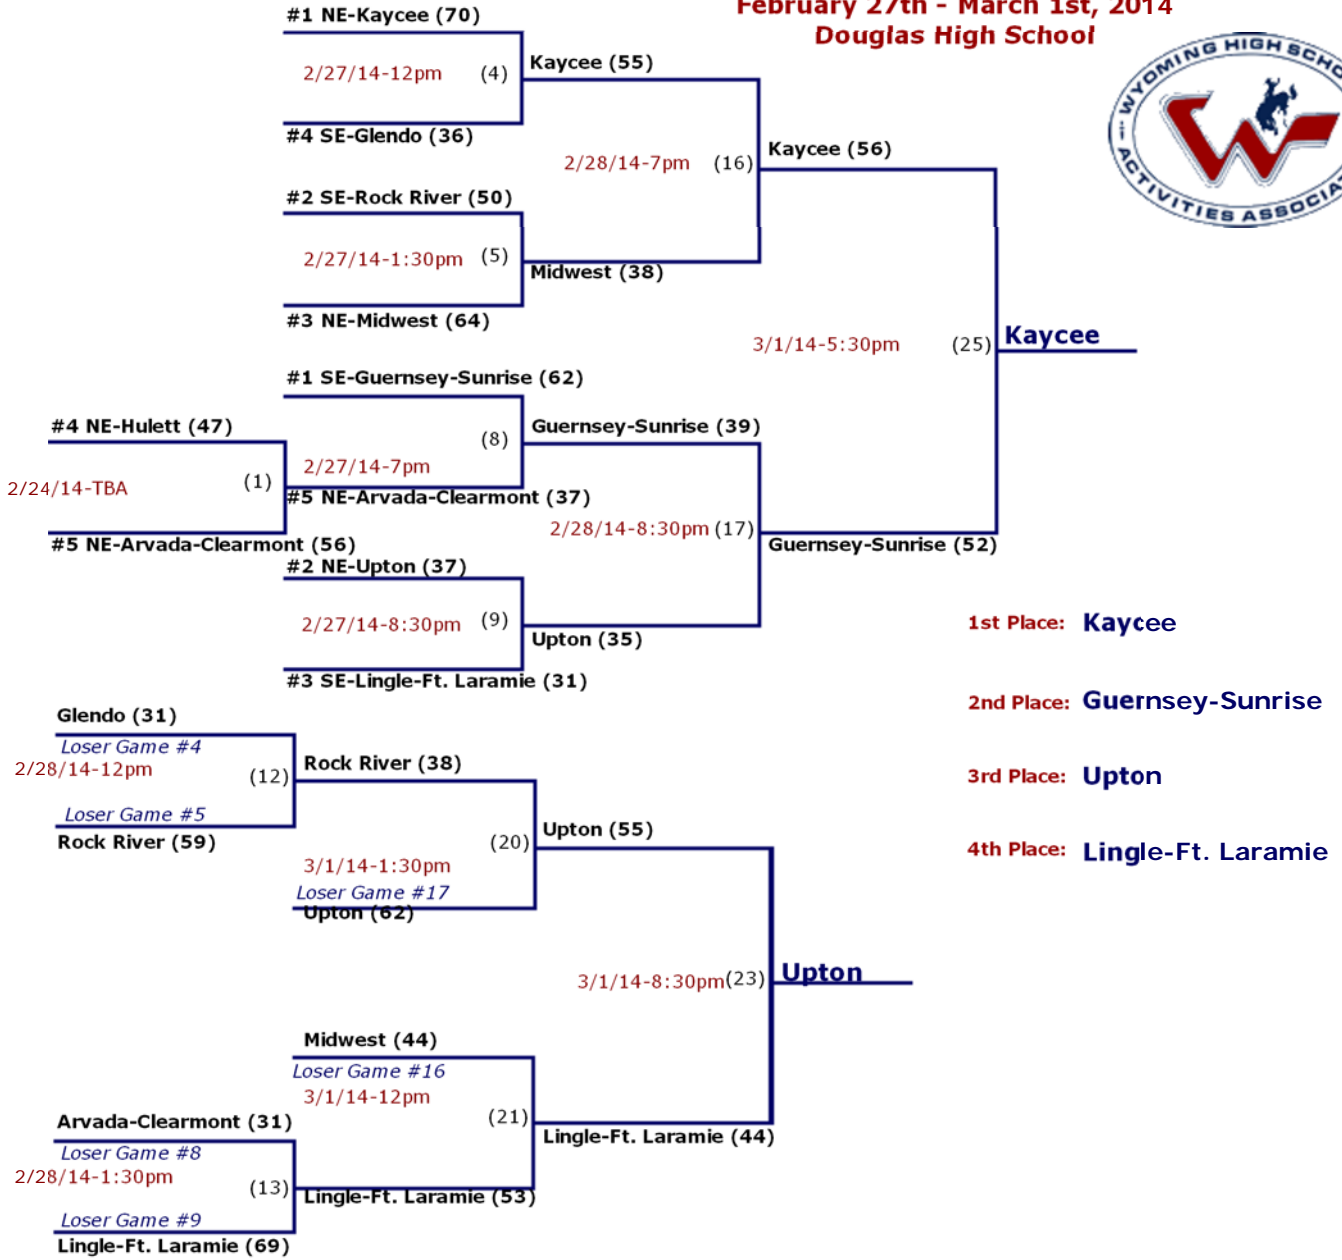 February 27th - March 1st, 2014
Douglas High School
WYOMING HIGH
ACTIVITIES
#1 NE-Kaycee (70)
2/27/14-12pm (4)
Kaycee (55)
#4 SE-Glendo (36)
2/28/14-7pm (16)
Kaycee (56)
#2 SE-Rock River (50)
2/27/14-1:30pm (5)
Midwest (38)
#3 NE-Midwest (64)
3/1/14-5:30pm (25)
Kaycee
#1 SE-Guernsey-Sunrise (62)
#4 NE-Hulett (47)
(8)
Guernsey-Sunrise (39)
2/27/14-7pm
2/24/14-TBA (1)
#5 NE-Arvada-Clearmont (37)
2/28/14-8:30pm (17)
#5 NE-Arvada-Clearmont (56)
Guernsey-Sunrise (52)
#2 NE-Upton (37)
2/27/14-8:30pm (9)
Upton (35)
#3 SE-Lingle-Ft. Laramie (31)
1st Place: Kaycee
2nd Place: Guernsey-Sunrise
3rd Place: Upton
4th Place: Lingle-Ft. Laramie
Glendo (31)
Loser Game #4
2/28/14-12pm (12)
Rock River (38)
Loser Game #5
Rock River (59)
(20)
Upton (55)
3/1/14-1:30pm
Loser Game #17
Upton (62)
3/1/14-8:30pm (23)
Upton
Midwest (44)
Loser Game #16
3/1/14-12pm
(21)
Lingle-Ft. Laramie (44)
Arvada-Clearmont (31)
Loser Game #8
2/28/14-1:30pm
(13)
Lingle-Ft. Laramie (53)
Loser Game #9
Lingle-Ft. Laramie (69)